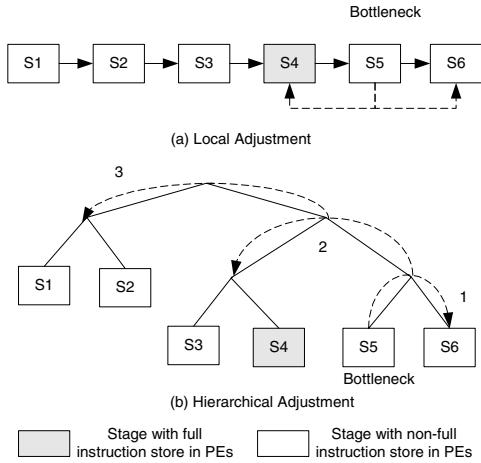 Bottleneck
S1 S2 S3 S4 S5 S6
(a) Local Adjustment
3
2
S1 S2
1
S3 S4 S5 S6
Bottleneck
(b) Hierarchical Adjustment
Stage with full
instruction store in PEs
Stage with non-full
instruction store in PEs